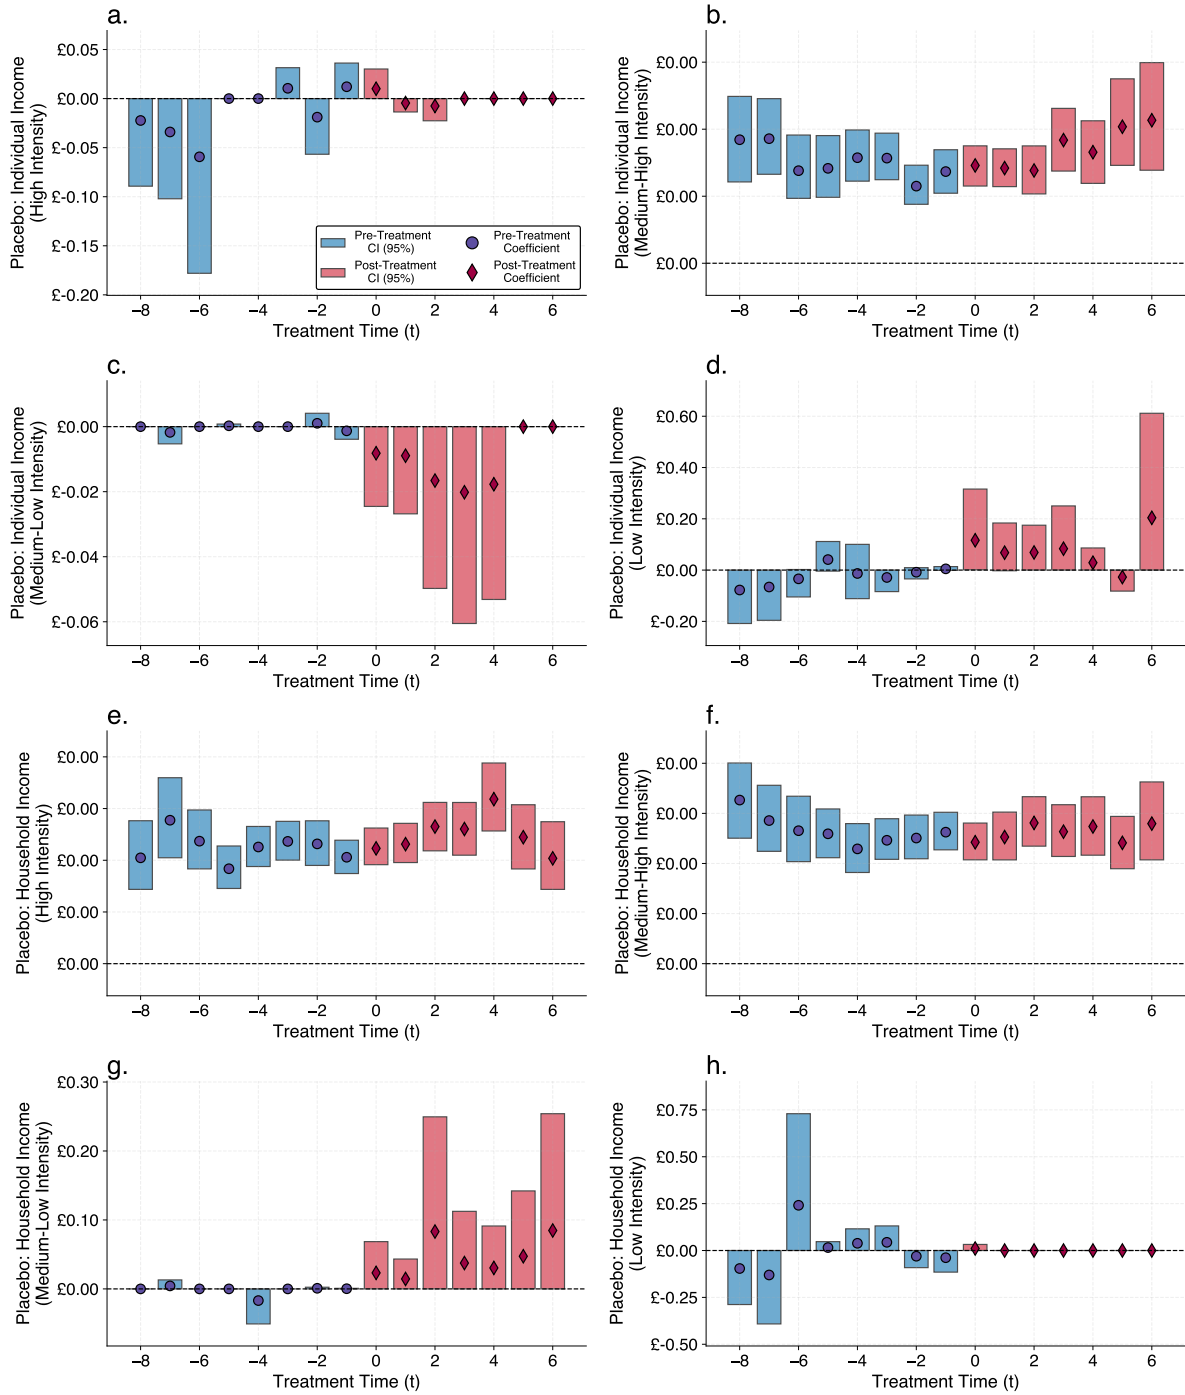 a.
Placebo: Individual Income
(High Intensity)
£0.05
£0.00
£-0.05
£-0.10
£-0.15
£-0.20
Pre-Treatment
CI (95%)
Pre-Treatment
Coefficient
Post-Treatment
CI (95%)
Post-Treatment
Coefficient
−8 −6 −4 −2 0 2 4 6
Treatment Time (t)
b.
Placebo: Individual Income
(Medium-High Intensity)
£0.00
£0.00
£0.00
£0.00
−8 −6 −4 −2 0 2 4 6
Treatment Time (t)
c.
Placebo: Individual Income
(Medium-Low Intensity)
£0.00
£-0.02
£-0.04
£-0.06
−8 −6 −4 −2 0 2 4 6
Treatment Time (t)
d.
Placebo: Individual Income
(Low Intensity)
£0.60
£0.40
£0.20
£0.00
£-0.20
−8 −6 −4 −2 0 2 4 6
Treatment Time (t)
e.
Placebo: Household Income
(High Intensity)
£0.00
£0.00
£0.00
£0.00
£0.00
−8 −6 −4 −2 0 2 4 6
Treatment Time (t)
f.
Placebo: Household Income
(Medium-High Intensity)
£0.00
£0.00
£0.00
£0.00
£0.00
−8 −6 −4 −2 0 2 4 6
Treatment Time (t)
g.
Placebo: Household Income
(Medium-Low Intensity)
£0.30
£0.20
£0.10
£0.00
−8 −6 −4 −2 0 2 4 6
Treatment Time (t)
h.
Placebo: Household Income
(Low Intensity)
£0.75
£0.50
£0.25
£0.00
£-0.25
£-0.50
−8 −6 −4 −2 0 2 4 6
Treatment Time (t)